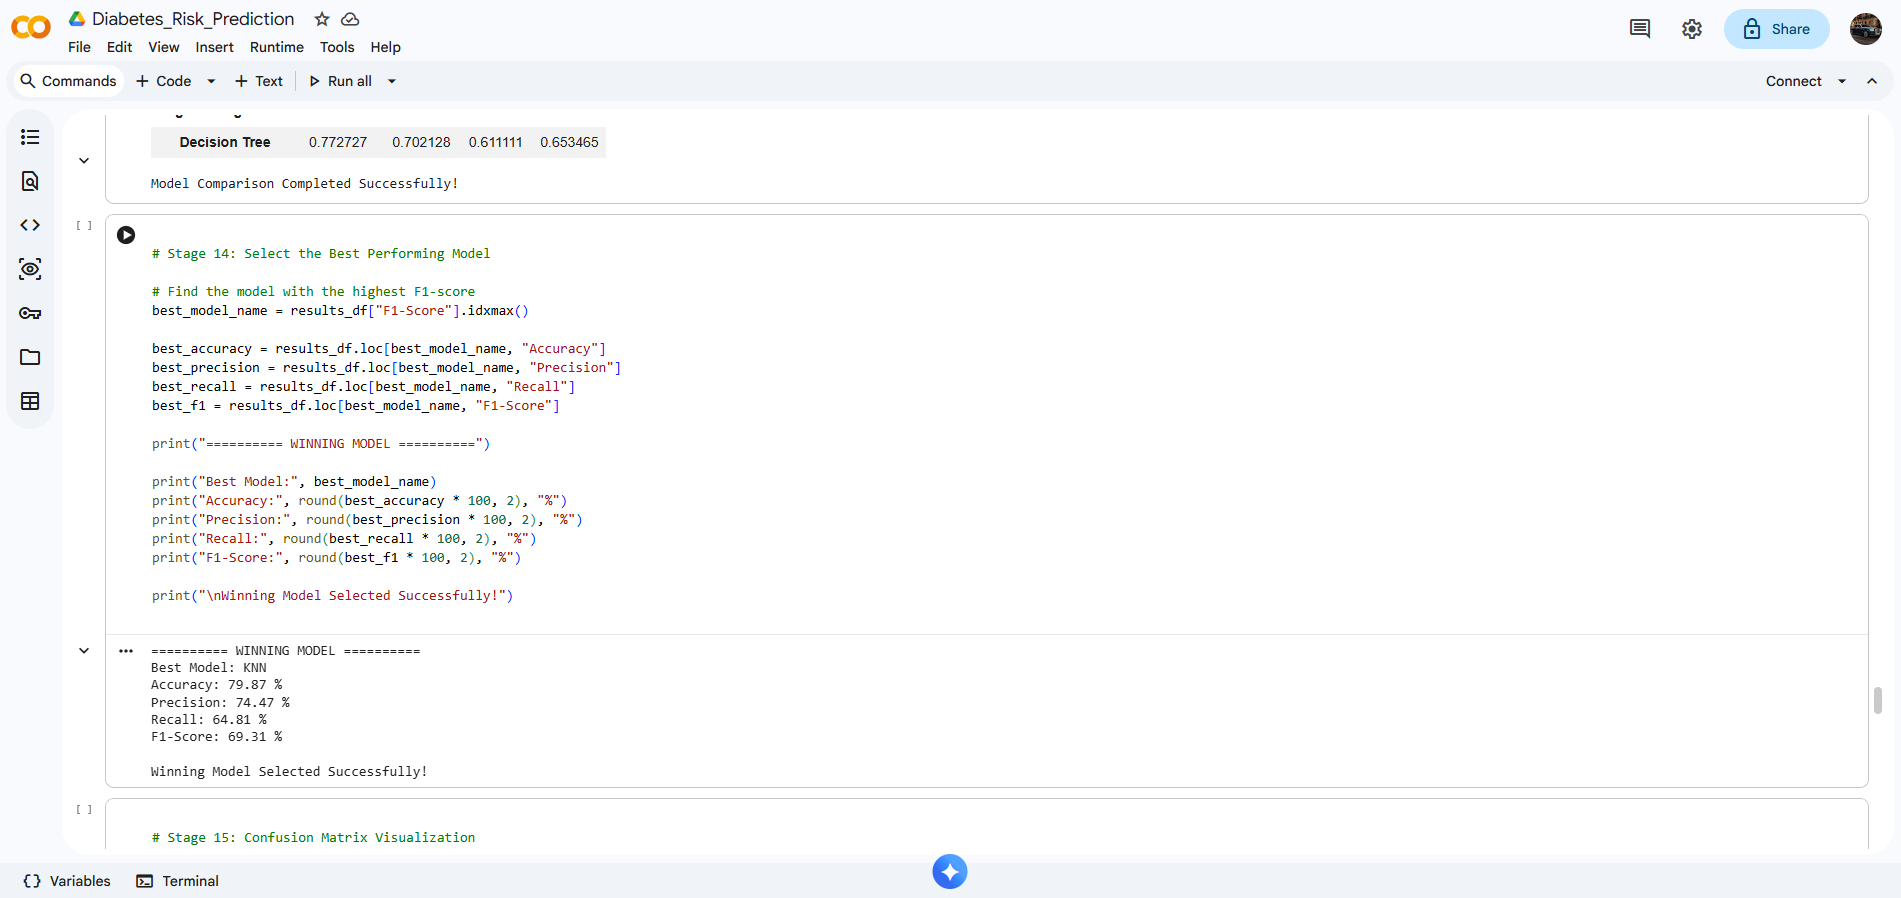 CO
Diabetes_Risk_Prediction
File Edit View Insert Runtime Tools Help
Share
Commands + Code + Text Run all
Connect
Decision Tree 0.772727 0.702128 0.611111 0.653465
Model Comparison Completed Successfully!
[ ]
# Stage 14: Select the Best Performing Model
# Find the model with the highest F1-score
best_model_name = results_df["F1-Score"].idxmax()
best_accuracy = results_df.loc[best_model_name, "Accuracy"]
best_precision = results_df.loc[best_model_name, "Precision"]
best_recall = results_df.loc[best_model_name, "Recall"]
best_f1 = results_df.loc[best_model_name, "F1-Score"]
print("========== WINNING MODEL ==========")
print("Best Model:", best_model_name)
print("Accuracy:", round(best_accuracy * 100, 2), "%")
print("Precision:", round(best_precision * 100, 2), "%")
print("Recall:", round(best_recall * 100, 2), "%")
print("F1-Score:", round(best_f1 * 100, 2), "%")
print("\nWinning Model Selected Successfully!")
========== WINNING MODEL ==========
Best Model: KNN
Accuracy: 79.87 %
Precision: 74.47 %
Recall: 64.81 %
F1-Score: 69.31 %
Winning Model Selected Successfully!
[ ]
# Stage 15: Confusion Matrix Visualization
{} Variables Terminal